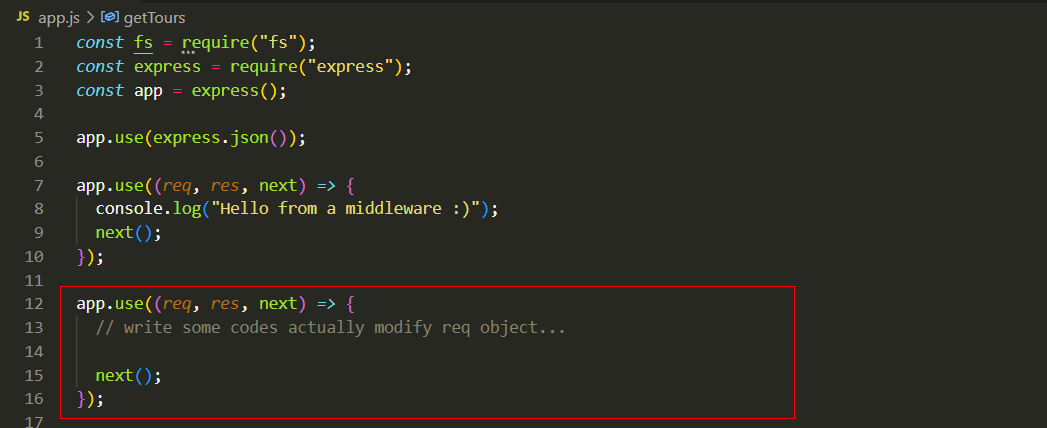 JS app.js > getTours
1 const fs = require("fs");
2 const express = require("express");
3 const app = express();
4
5 app.use(express.json());
6
7 app.use((req, res, next) => {
8 console.log("Hello from a middleware :)");
9 next();
10 });
11
12 app.use((req, res, next) => {
13 // write some codes actually modify req object...
14
15 next();
16 });
17